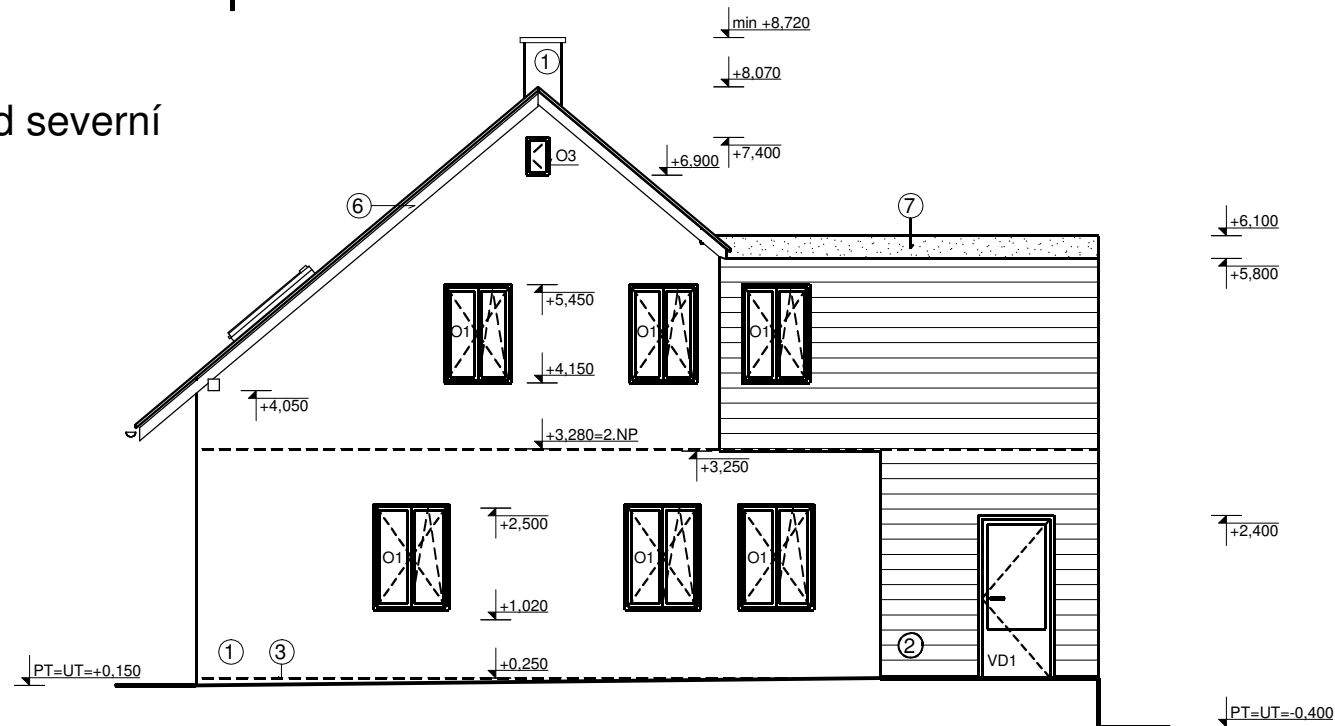 min +8,720
1
+8,070
d severní
+7,400
O3
+6,900
6
7
+6,100
+5,800
+5,450
O1
O1
O1
+4,150
+4,050
+3,280=2.NP
+3,250
+2,500
+2,400
O1
O1
O1
+1,020
1
3
2
+0,250
VD1
PT=UT=+0,150
PT=UT=-0,400